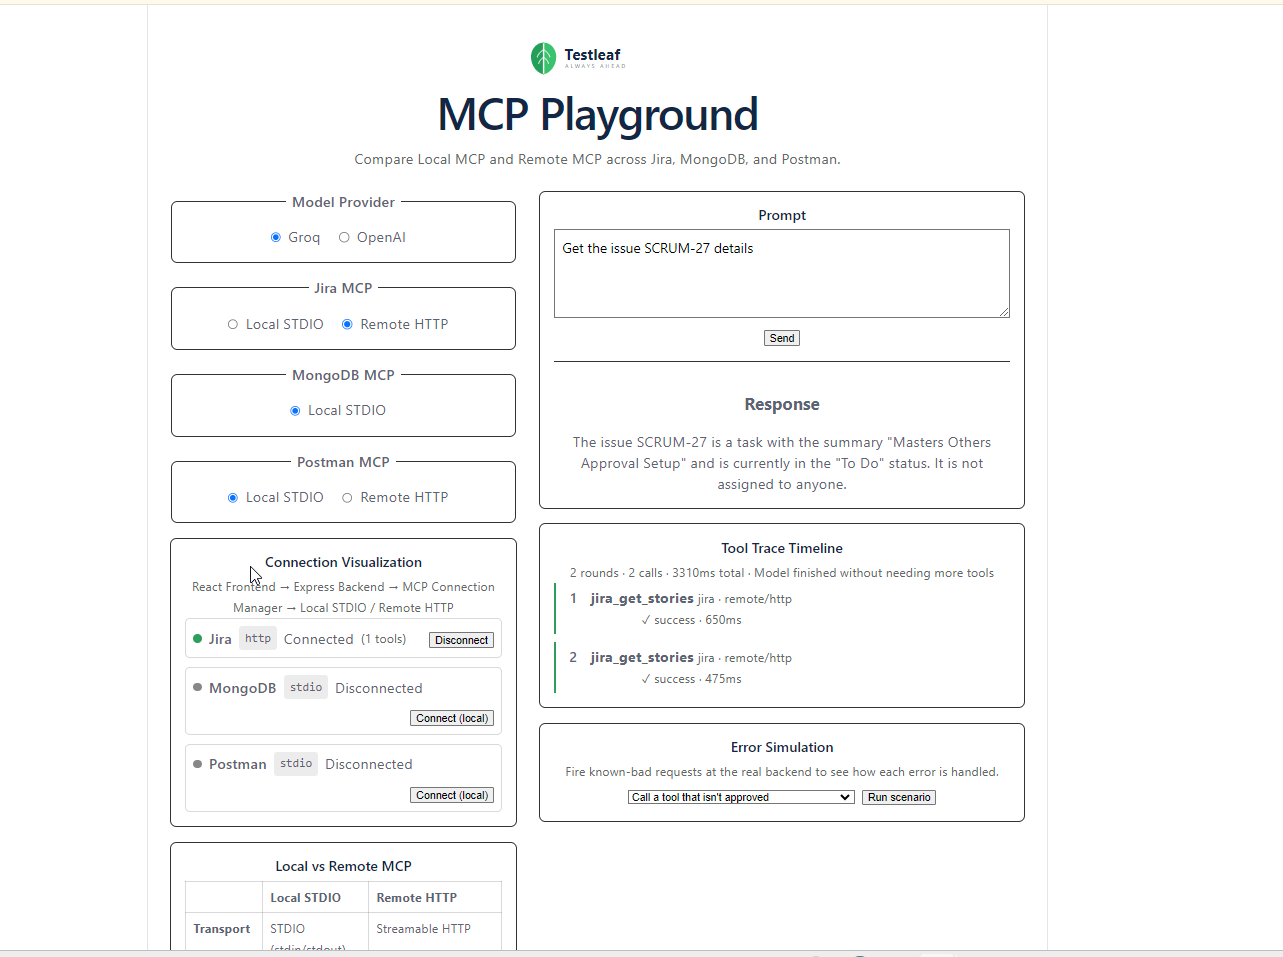 Testleaf
ALWAYS AHEAD
MCP Playground
Compare Local MCP and Remote MCP across Jira, MongoDB, and Postman.
Model Provider
Groq OpenAI
Jira MCP
Local STDIO Remote HTTP
MongoDB MCP
Local STDIO
Postman MCP
Local STDIO Remote HTTP
Connection Visualization
React Frontend → Express Backend → MCP Connection
Manager → Local STDIO / Remote HTTP
Jira http Connected (1 tools) Disconnect
MongoDB stdio Disconnected
Connect (local)
Postman stdio Disconnected
Connect (local)
Local vs Remote MCP
Local STDIO Remote HTTP
Transport STDIO Streamable HTTP
(stdin/stdout)
Prompt
Get the issue SCRUM-27 details
Send
Response
The issue SCRUM-27 is a task with the summary "Masters Others
Approval Setup" and is currently in the "To Do" status. It is not
assigned to anyone.
Tool Trace Timeline
2 rounds · 2 calls · 3310ms total · Model finished without needing more tools
1 jira_get_stories jira · remote/http
✓ success · 650ms
2 jira_get_stories jira · remote/http
✓ success · 475ms
Error Simulation
Fire known-bad requests at the real backend to see how each error is handled.
Call a tool that isn't approved Run scenario